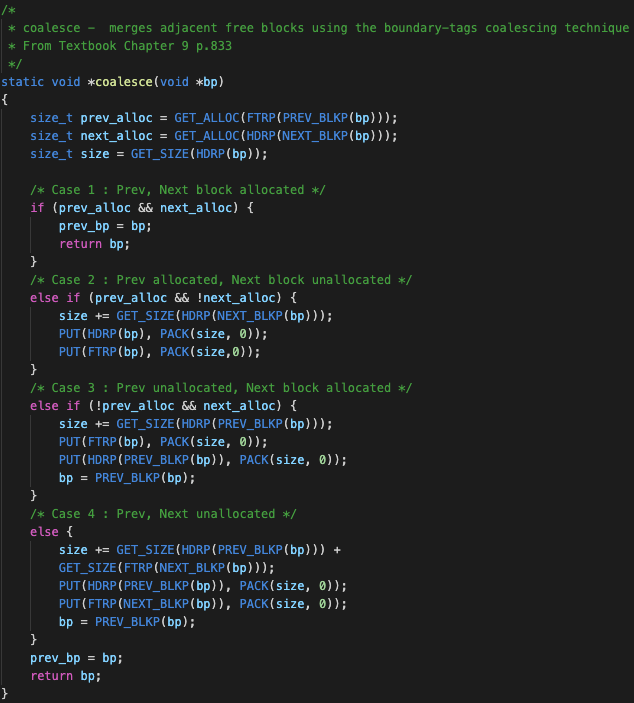 /*
 * coalesce -  merges adjacent free blocks using the boundary-tags coalescing technique
 * From Textbook Chapter 9 p.833
 */
static void *coalesce(void *bp)
{
    size_t prev_alloc = GET_ALLOC(FTRP(PREV_BLKP(bp)));
    size_t next_alloc = GET_ALLOC(HDRP(NEXT_BLKP(bp)));
    size_t size = GET_SIZE(HDRP(bp));

    /* Case 1 : Prev, Next block allocated */
    if (prev_alloc && next_alloc) {
        prev_bp = bp;
        return bp;
    }
    /* Case 2 : Prev allocated, Next block unallocated */
    else if (prev_alloc && !next_alloc) {
        size += GET_SIZE(HDRP(NEXT_BLKP(bp)));
        PUT(HDRP(bp), PACK(size, 0));
        PUT(FTRP(bp), PACK(size,0));
    }
    /* Case 3 : Prev unallocated, Next block allocated */
    else if (!prev_alloc && next_alloc) {
        size += GET_SIZE(HDRP(PREV_BLKP(bp)));
        PUT(FTRP(bp), PACK(size, 0));
        PUT(HDRP(PREV_BLKP(bp)), PACK(size, 0));
        bp = PREV_BLKP(bp);
    }
    /* Case 4 : Prev, Next unallocated */
    else {
        size += GET_SIZE(HDRP(PREV_BLKP(bp))) +
        GET_SIZE(FTRP(NEXT_BLKP(bp)));
        PUT(HDRP(PREV_BLKP(bp)), PACK(size, 0));
        PUT(FTRP(NEXT_BLKP(bp)), PACK(size, 0));
        bp = PREV_BLKP(bp);
    }
    prev_bp = bp;
    return bp;
}